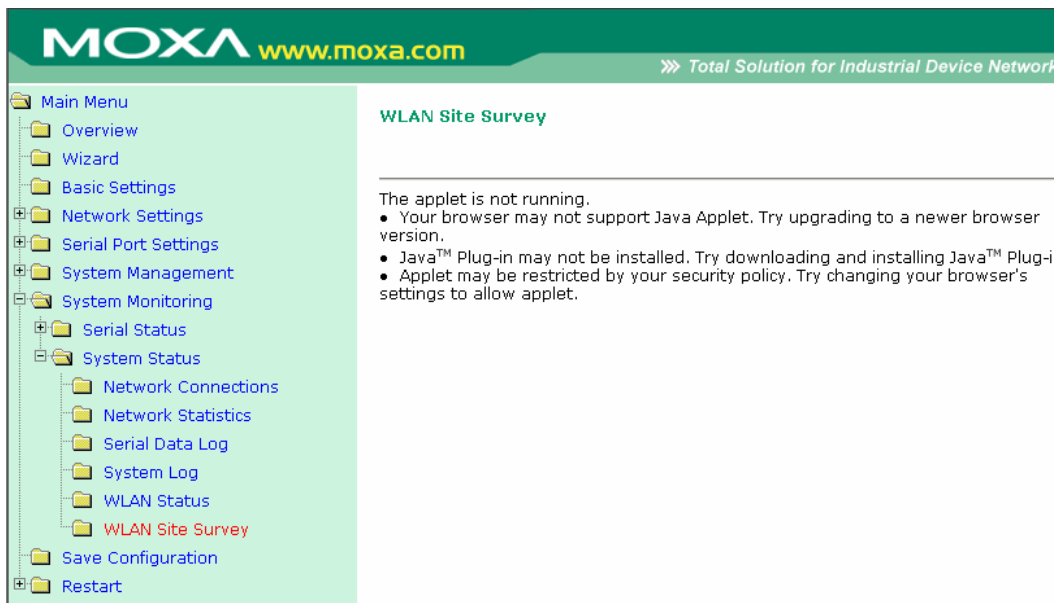 MOXA www.moxa.com
Total Solution for Industrial Device Network
Main Menu
Overview
Wizard
Basic Settings
Network Settings
Serial Port Settings
System Management
System Monitoring
Serial Status
System Status
Network Connections
Network Statistics
Serial Data Log
System Log
WLAN Status
WLAN Site Survey
Save Configuration
Restart
WLAN Site Survey
The applet is not running.
• Your browser may not support Java Applet. Try upgrading to a newer browser
version.
• Java™ Plug-in may not be installed. Try downloading and installing Java™ Plug-i
• Applet may be restricted by your security policy. Try changing your browser's
settings to allow applet.